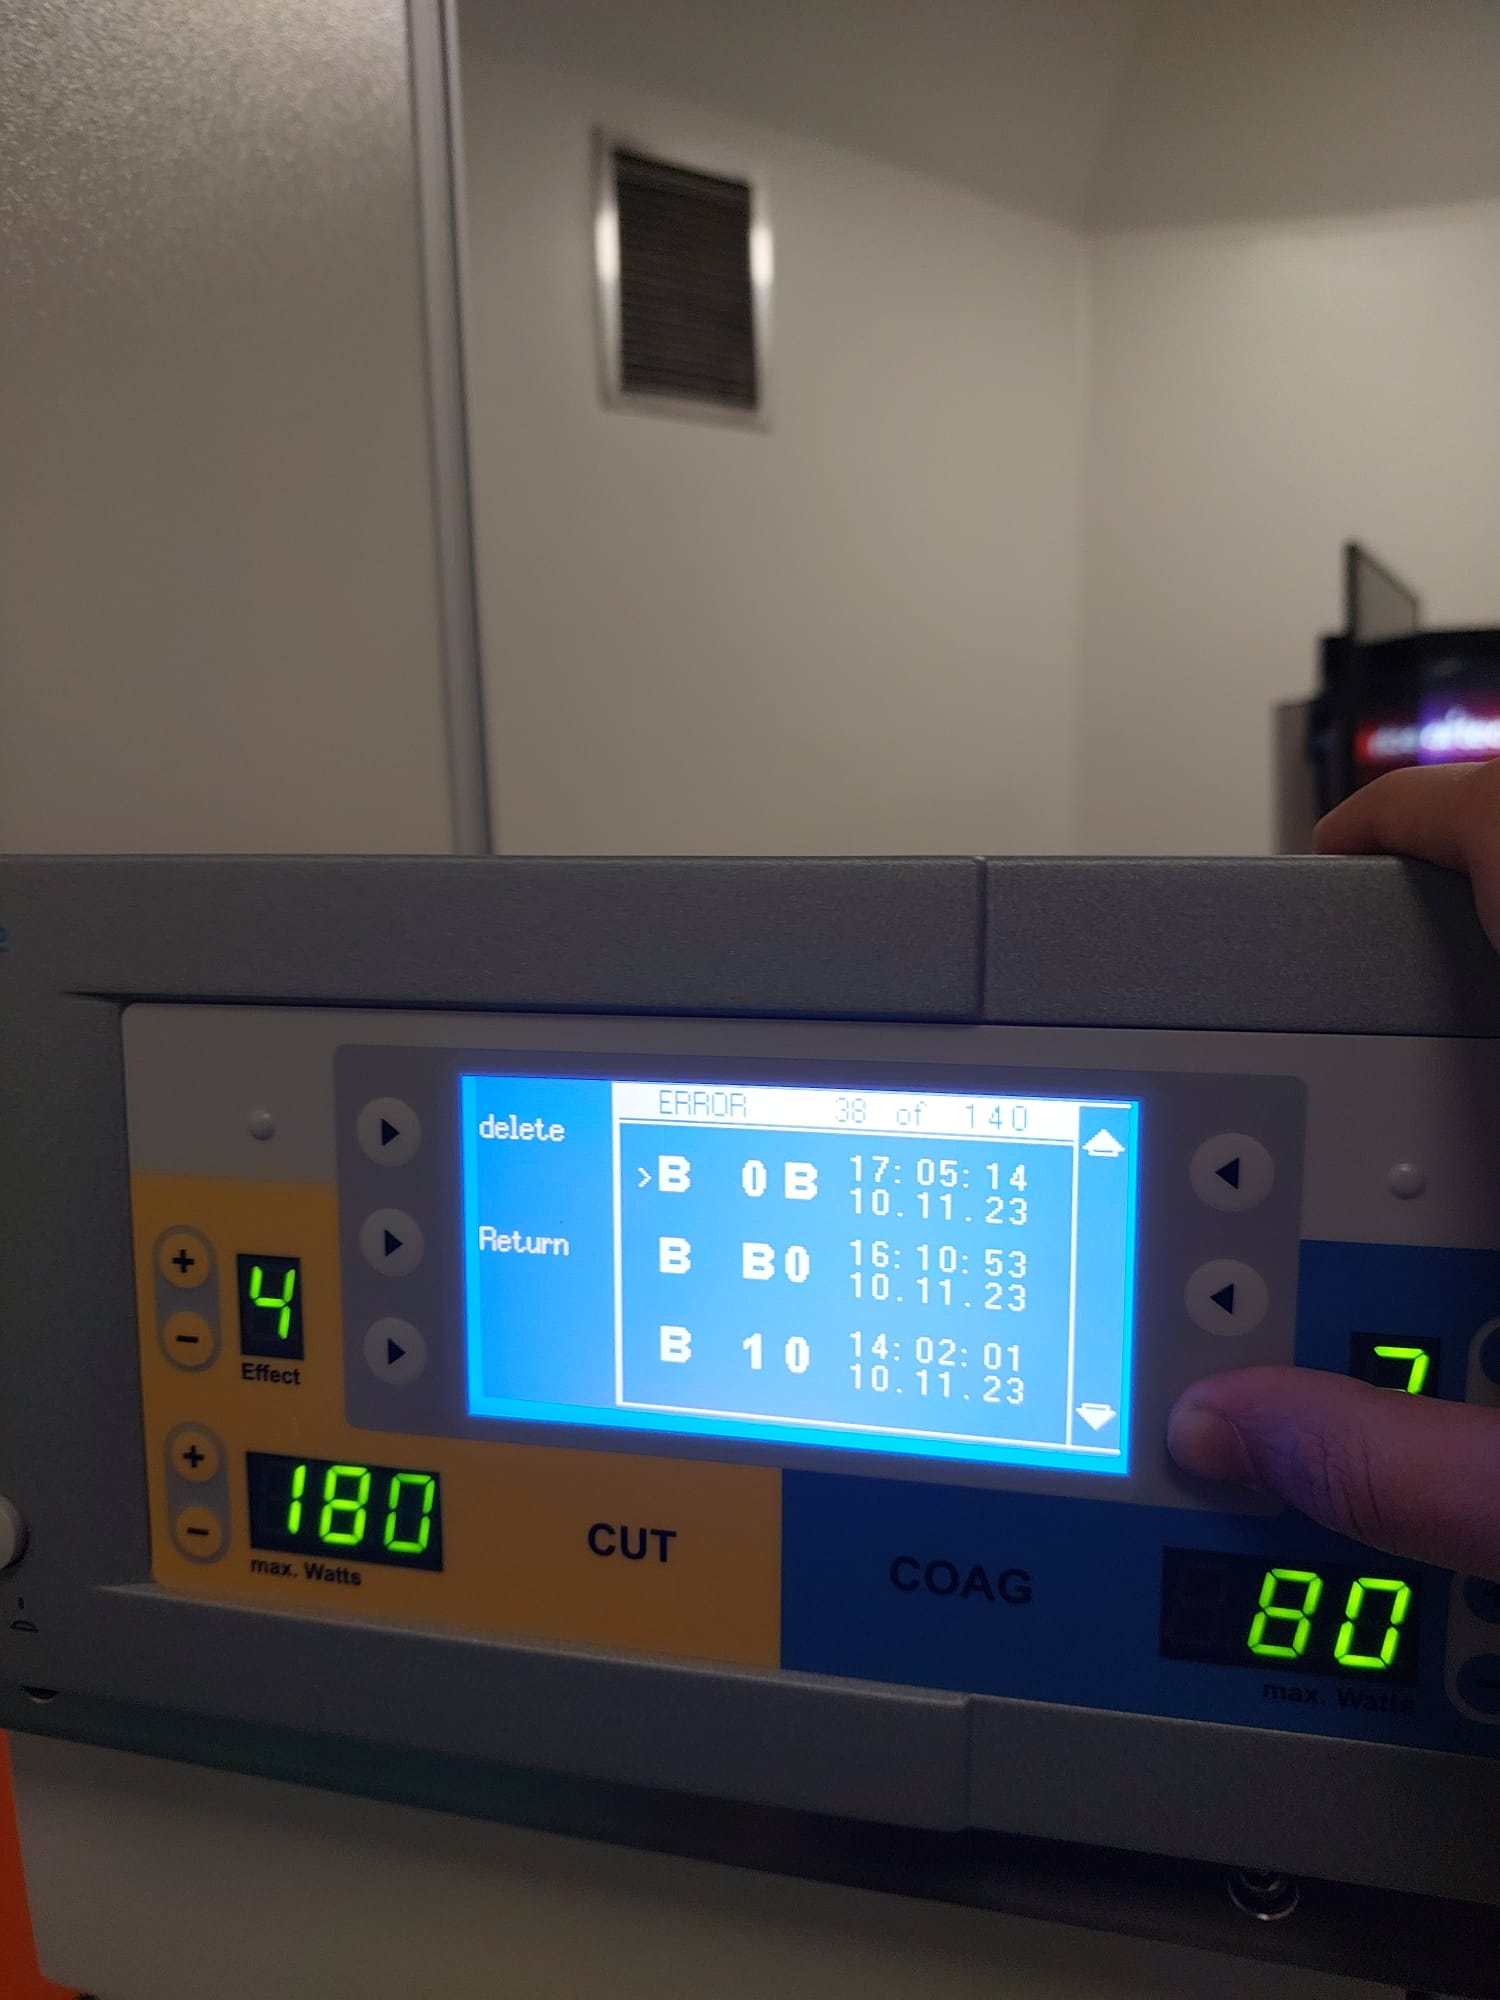 delete
Return
ERROR 38 of 140
>B 0B 17:05:14
10.11.23
B B0 16:10:53
10.11.23
B 10 14:02:01
10.11.23
+
4
−
Effect
+
180
−
max. Watts
CUT
COAG
7
80
max. Watts